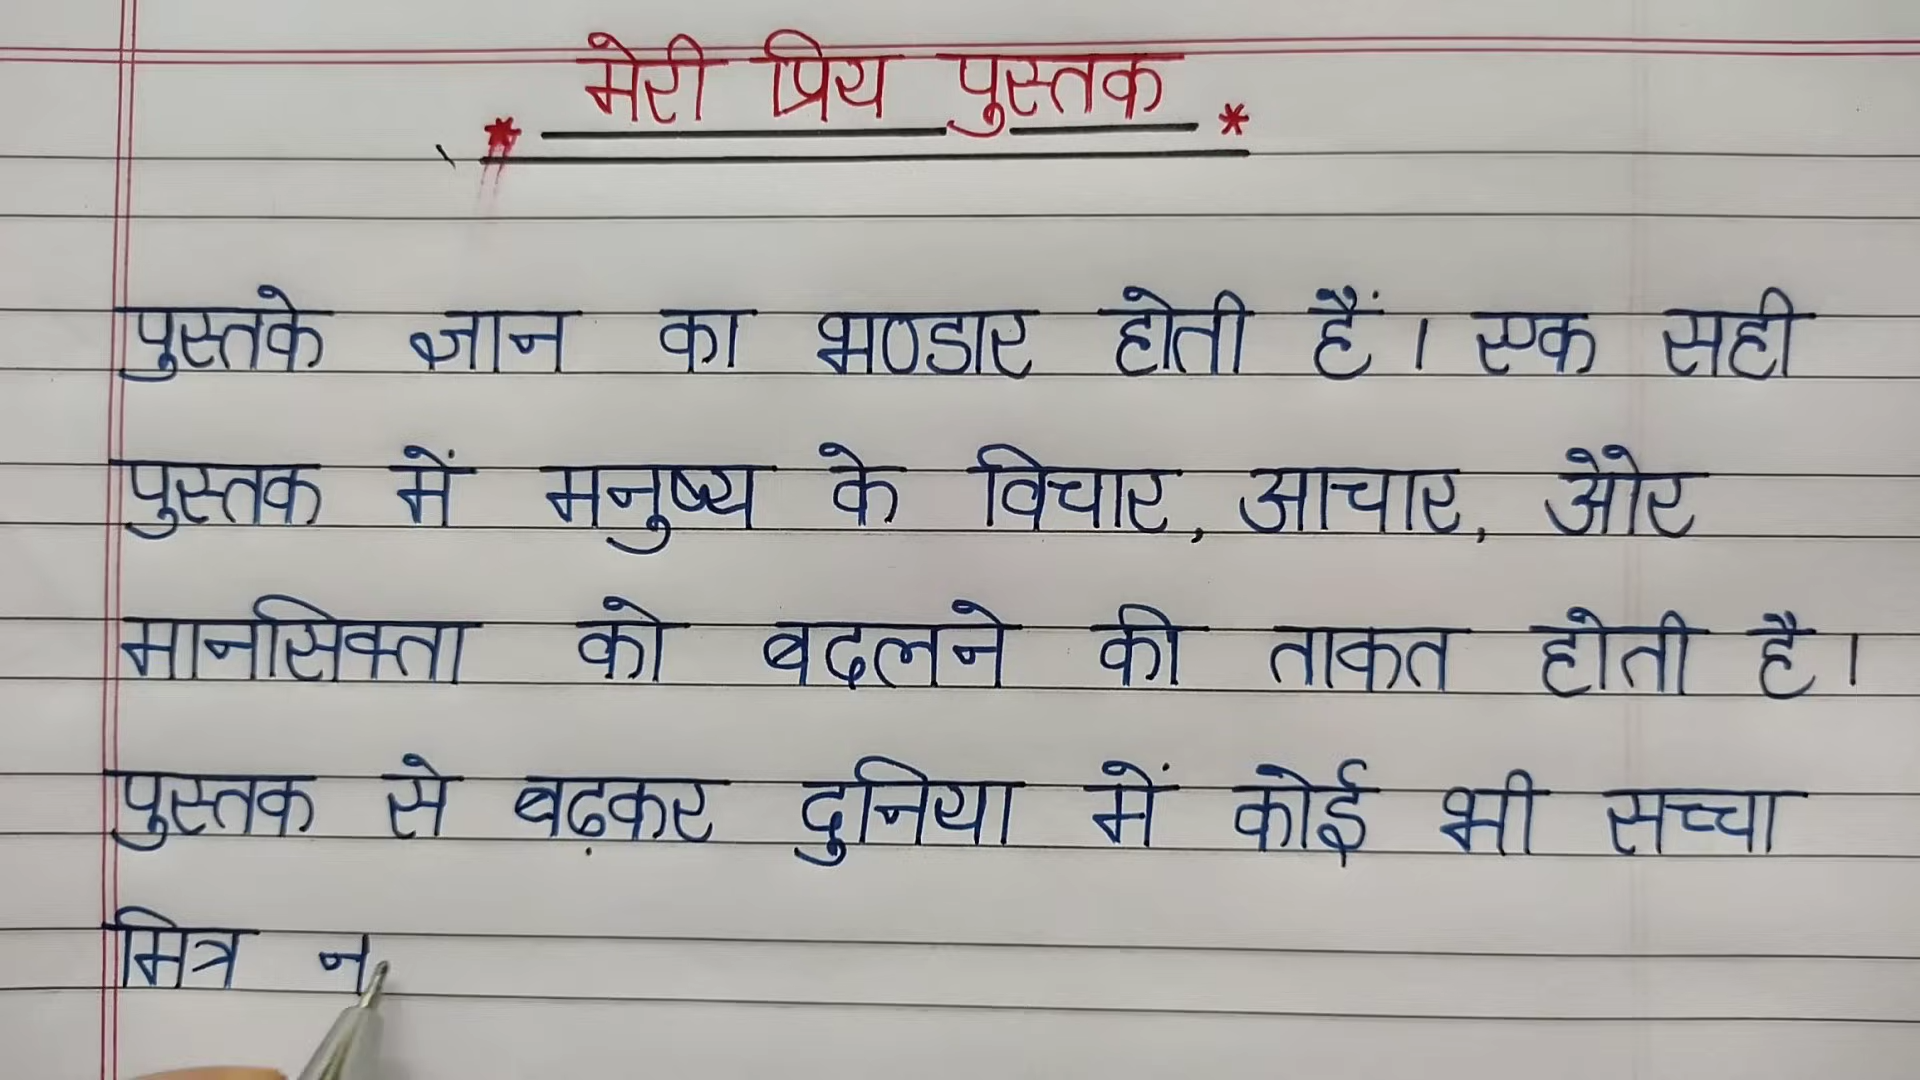 मेरी प्रिय पुस्तक
पुस्तके ज्ञान का भण्डार होती हैं। एक सही
पुस्तक में मनुष्य के विचार, आचार, और
मानसिक्ता को बदलने की ताकत होती है।
पुस्तक से बढ़कर दुनिया में कोई भी सच्चा
मित्र न